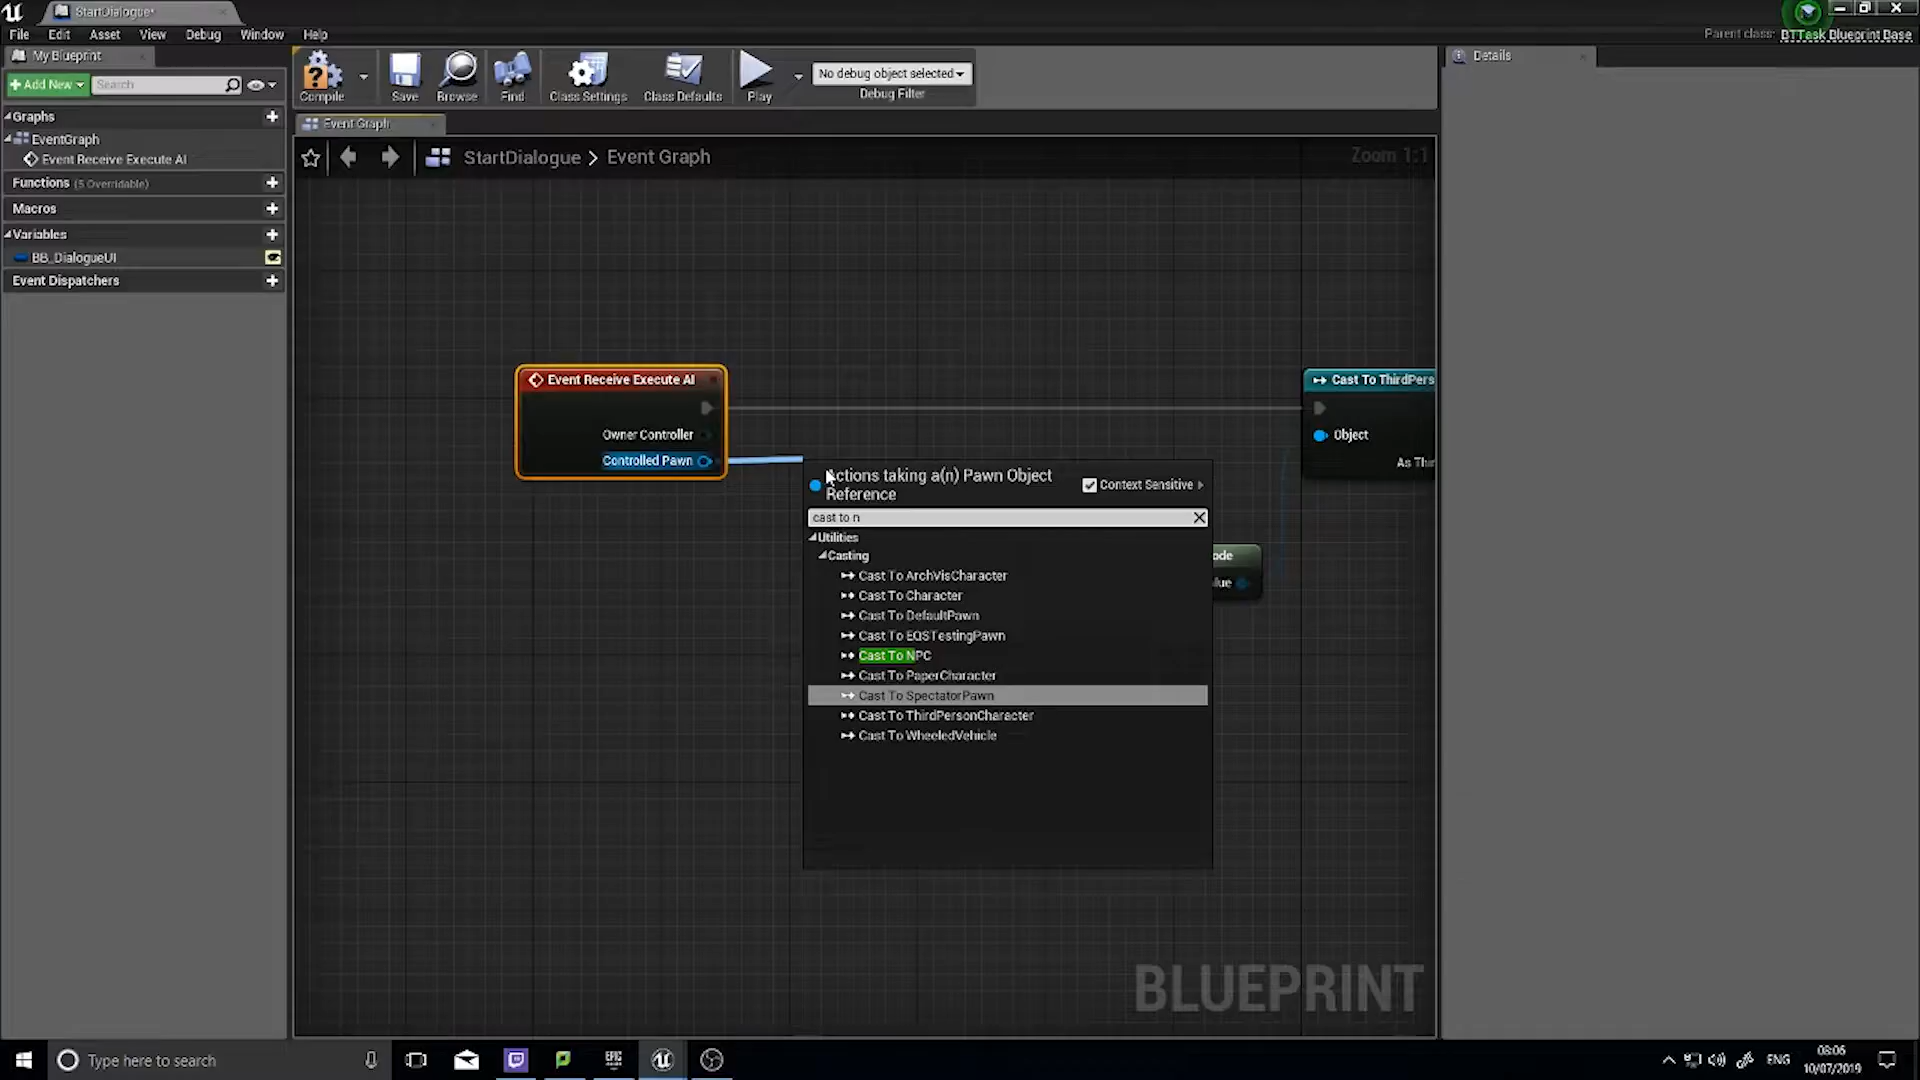 StartDialogue*
File Edit Asset View Debug Window Help
Parent class: BTTask Blueprint Base
My Blueprint
Details
Add New
Search
Compile
Save
Browse
Find
Class Settings
Class Defaults
Play
No debug object selected
Debug Filter
Graphs
Event Graph
EventGraph
Event Receive Execute AI
StartDialogue > Event Graph
Zoom 1:1
Functions (5 Overridable)
Macros
Variables
BB_DialogueUI
Event Dispatchers
Event Receive Execute AI
Owner Controller
Controlled Pawn
Cast To ThirdPers
Object
As Thi
Actions taking a(n) Pawn Object
Reference
Context Sensitive
cast to n
Utilities
Casting
Cast To ArchVisCharacter
Cast To Character
Cast To DefaultPawn
Cast To EQSTestingPawn
Cast To NPC
Cast To PaperCharacter
Cast To SpectatorPawn
Cast To ThirdPersonCharacter
Cast To WheeledVehicle
ode
lue
BLUEPRINT
Type here to search
EPIC
ENG
08:06
10/07/2019